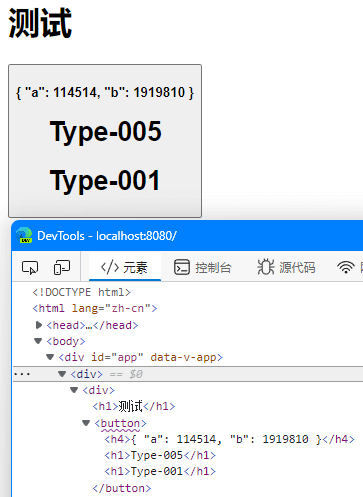 测试
{ "a": 114514, "b": 1919810 }
Type-005
Type-001
DevTools - localhost:8080/
元素 控制台 源代码 网
<!DOCTYPE html>
<html lang="zh-cn">
<head>…</head>
<body>
<div id="app" data-v-app>
<div> == $0
<div>
<h1>测试</h1>
<button>
<h4>{ "a": 114514, "b": 1919810 }</h4>
<h1>Type-005</h1>
<h1>Type-001</h1>
</button>